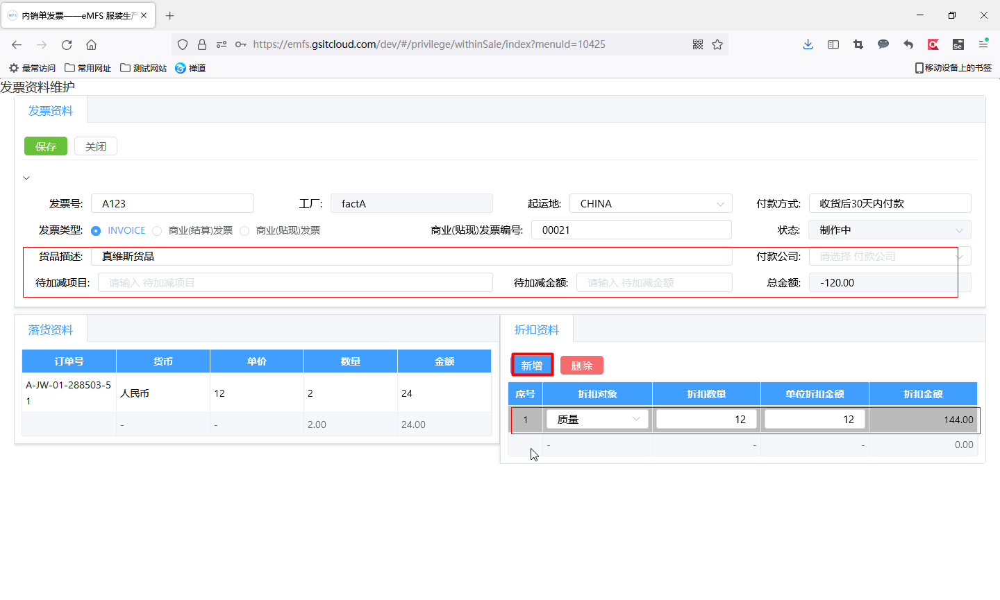 内销单发票——eMFS 服装生产
https://emfs.gsitcloud.com/dev/#/privilege/withinSale/index?menuId=10425
最常访问 常用网址 测试网站 禅道 移动设备上的书签
发票资料维护
发票资料
保存 关闭
发票号: A123 工厂: factA 起运地: CHINA 付款方式: 收货后30天内付款
发票类型: INVOICE 商业(结算)发票 商业(贴现)发票 商业(贴现)发票编号: 00021 状态: 制作中
货品描述: 真维斯货品 付款公司: 请选择 付款公司
待加减项目: 请输入 待加减项目 待加减金额: 请输入 待加减金额 总金额: -120.00
落货资料
订单号 货币 单价 数量 金额
A-JW-01-288503-5
1 人民币 12 2 24
- - 2.00 24.00
折扣资料
新增 删除
序号 折扣对象 折扣数量 单位折扣金额 折扣金额
1 质量 12 12 144.00
- - - 0.00